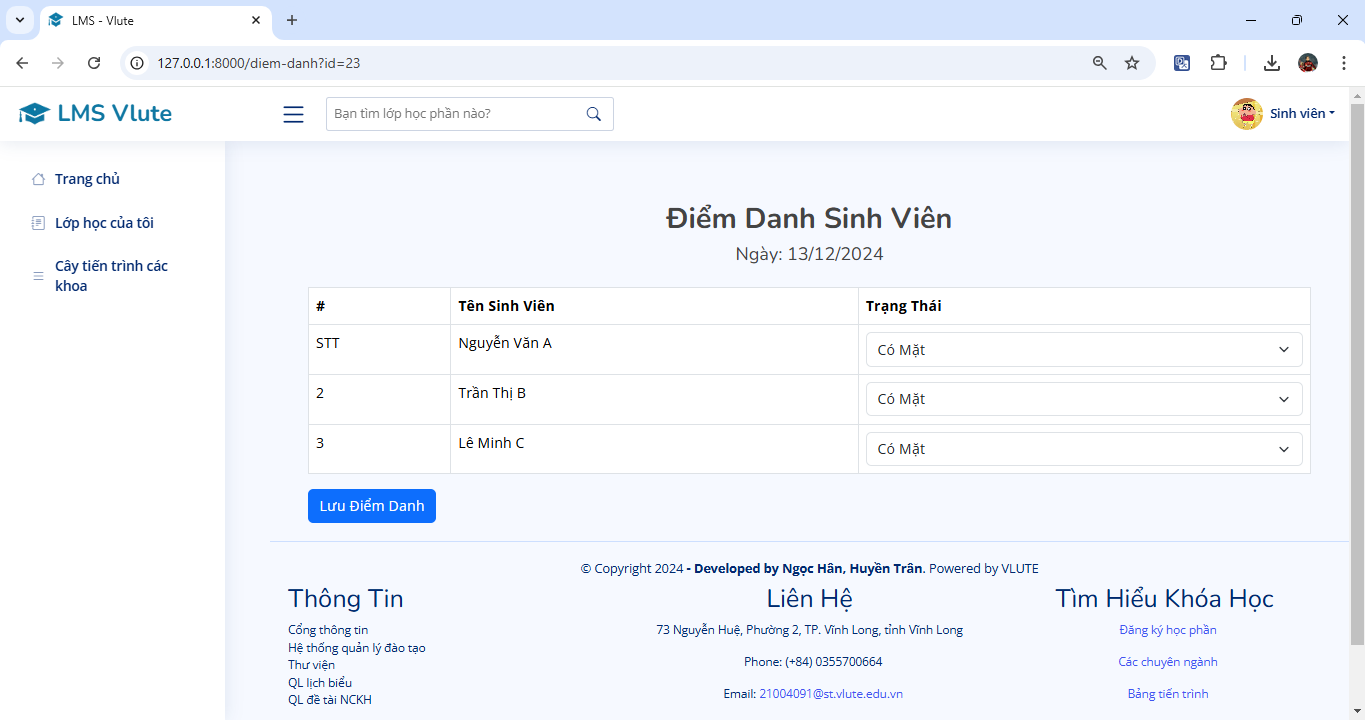 LMS - Vlute
127.0.0.1:8000/diem-danh?id=23
LMS Vlute
Bạn tìm lớp học phần nào?
Sinh viên
Trang chủ
Lớp học của tôi
Cây tiến trình các
khoa
Điểm Danh Sinh Viên
Ngày: 13/12/2024
# Tên Sinh Viên Trạng Thái
STT Nguyễn Văn A Có Mặt
2 Trần Thị B Có Mặt
3 Lê Minh C Có Mặt
Lưu Điểm Danh
© Copyright 2024 - Developed by Ngọc Hân, Huyền Trân. Powered by VLUTE
Thông Tin
Cổng thông tin
Hệ thống quản lý đào tạo
Thư viện
QL lịch biểu
QL đề tài NCKH
Liên Hệ
73 Nguyễn Huệ, Phường 2, TP. Vĩnh Long, tỉnh Vĩnh Long
Phone: (+84) 0355700664
Email: 21004091@st.vlute.edu.vn
Tìm Hiểu Khóa Học
Đăng ký học phần
Các chuyên ngành
Bảng tiến trình